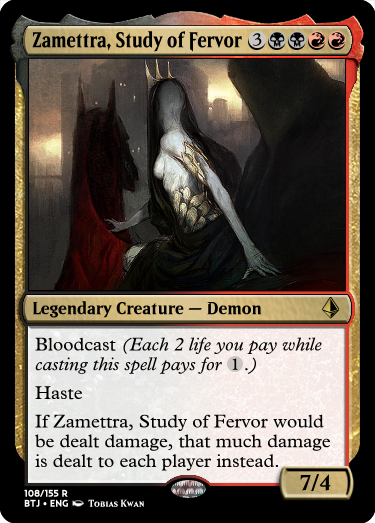 Zamettra, Study of Fervor 3
Legendary Creature — Demon
Bloodcast (Each 2 life you pay while
casting this spell pays for 1.)
Haste
If Zamettra, Study of Fervor would
be dealt damage, that much damage
is dealt to each player instead.
7/4
108/155 R
BTJ • ENG Tobias Kwan